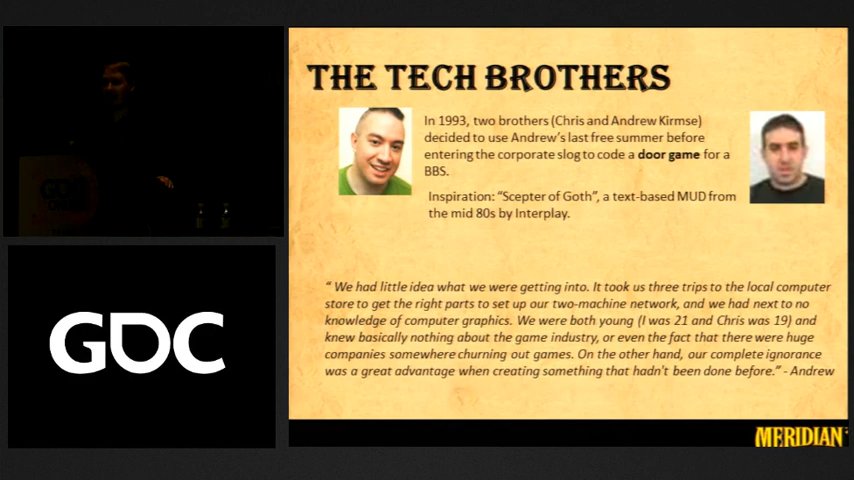 THE TECH BROTHERS
In 1993, two brothers (Chris and Andrew Kirmse)
decided to use Andrew's last free summer before
entering the corporate slog to code a door game for a
BBS.
Inspiration: "Scepter of Goth", a text-based MUD from
the mid 80s by Interplay.
" We had little idea what we were getting into. It took us three trips to the local computer
store to get the right parts to set up our two-machine network, and we had next to no
knowledge of computer graphics. We were both young (I was 21 and Chris was 19) and
knew basically nothing about the game industry, or even the fact that there were huge
companies somewhere churning out games. On the other hand, our complete ignorance
was a great advantage when creating something that hadn't been done before." - Andrew
MERIDIAN
GDC
GDC